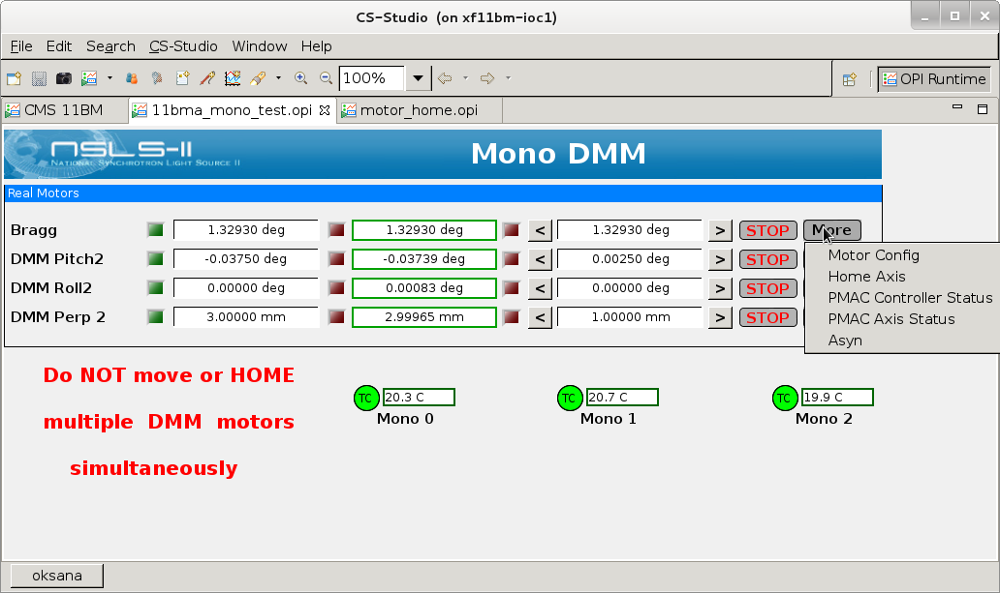 CS-Studio (on xf11bm-ioc1)
File Edit Search CS-Studio Window Help
100% OPI Runtime
CMS 11BM 11bma_mono_test.opi motor_home.opi
NSLS-II
National Synchrotron Light Source II
Mono DMM
Real Motors
Bragg 1.32930 deg 1.32930 deg < 1.32930 deg > STOP More
DMM Pitch2 -0.03750 deg -0.03739 deg < 0.00250 deg > STOP
DMM Roll2 0.00000 deg 0.00083 deg < 0.00000 deg > STOP
DMM Perp 2 3.00000 mm 2.99965 mm < 1.00000 mm > STOP
Motor Config
Home Axis
PMAC Controller Status
PMAC Axis Status
Asyn
Do NOT move or HOME
multiple DMM motors
simultaneously
TC 20.3 C
Mono 0
TC 20.7 C
Mono 1
TC 19.9 C
Mono 2
oksana